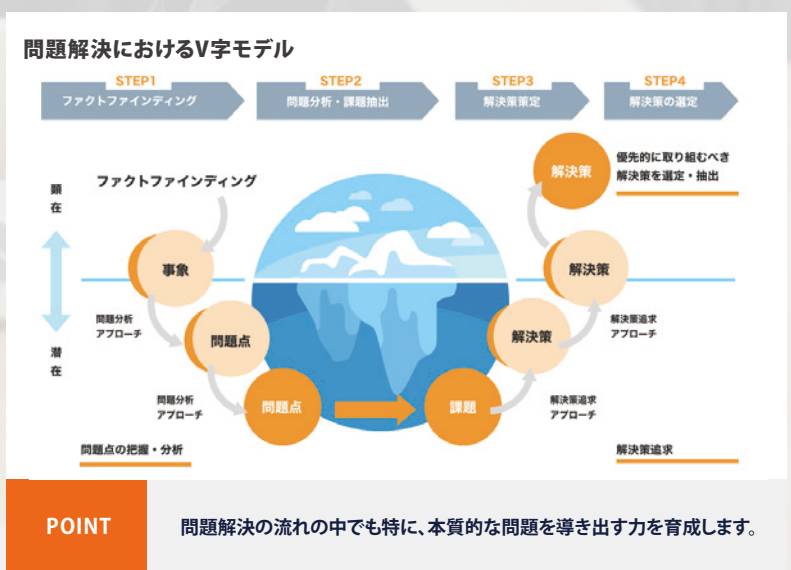 問題解決におけるV字モデル
STEP1
ファクトファインディング
STEP2
問題分析・課題抽出
STEP3
解決策策定
STEP4
解決策の選定
顕在
潜在
ファクトファインディング
事象
問題分析
アプローチ
問題点
問題分析
アプローチ
問題点
課題
解決策追求
アプローチ
解決策
解決策追求
アプローチ
解決策
解決策
優先的に取り組むべき
解決策を選定・抽出
問題点の把握・分析
解決策追求
POINT
問題解決の流れの中でも特に、本質的な問題を導き出す力を育成します。